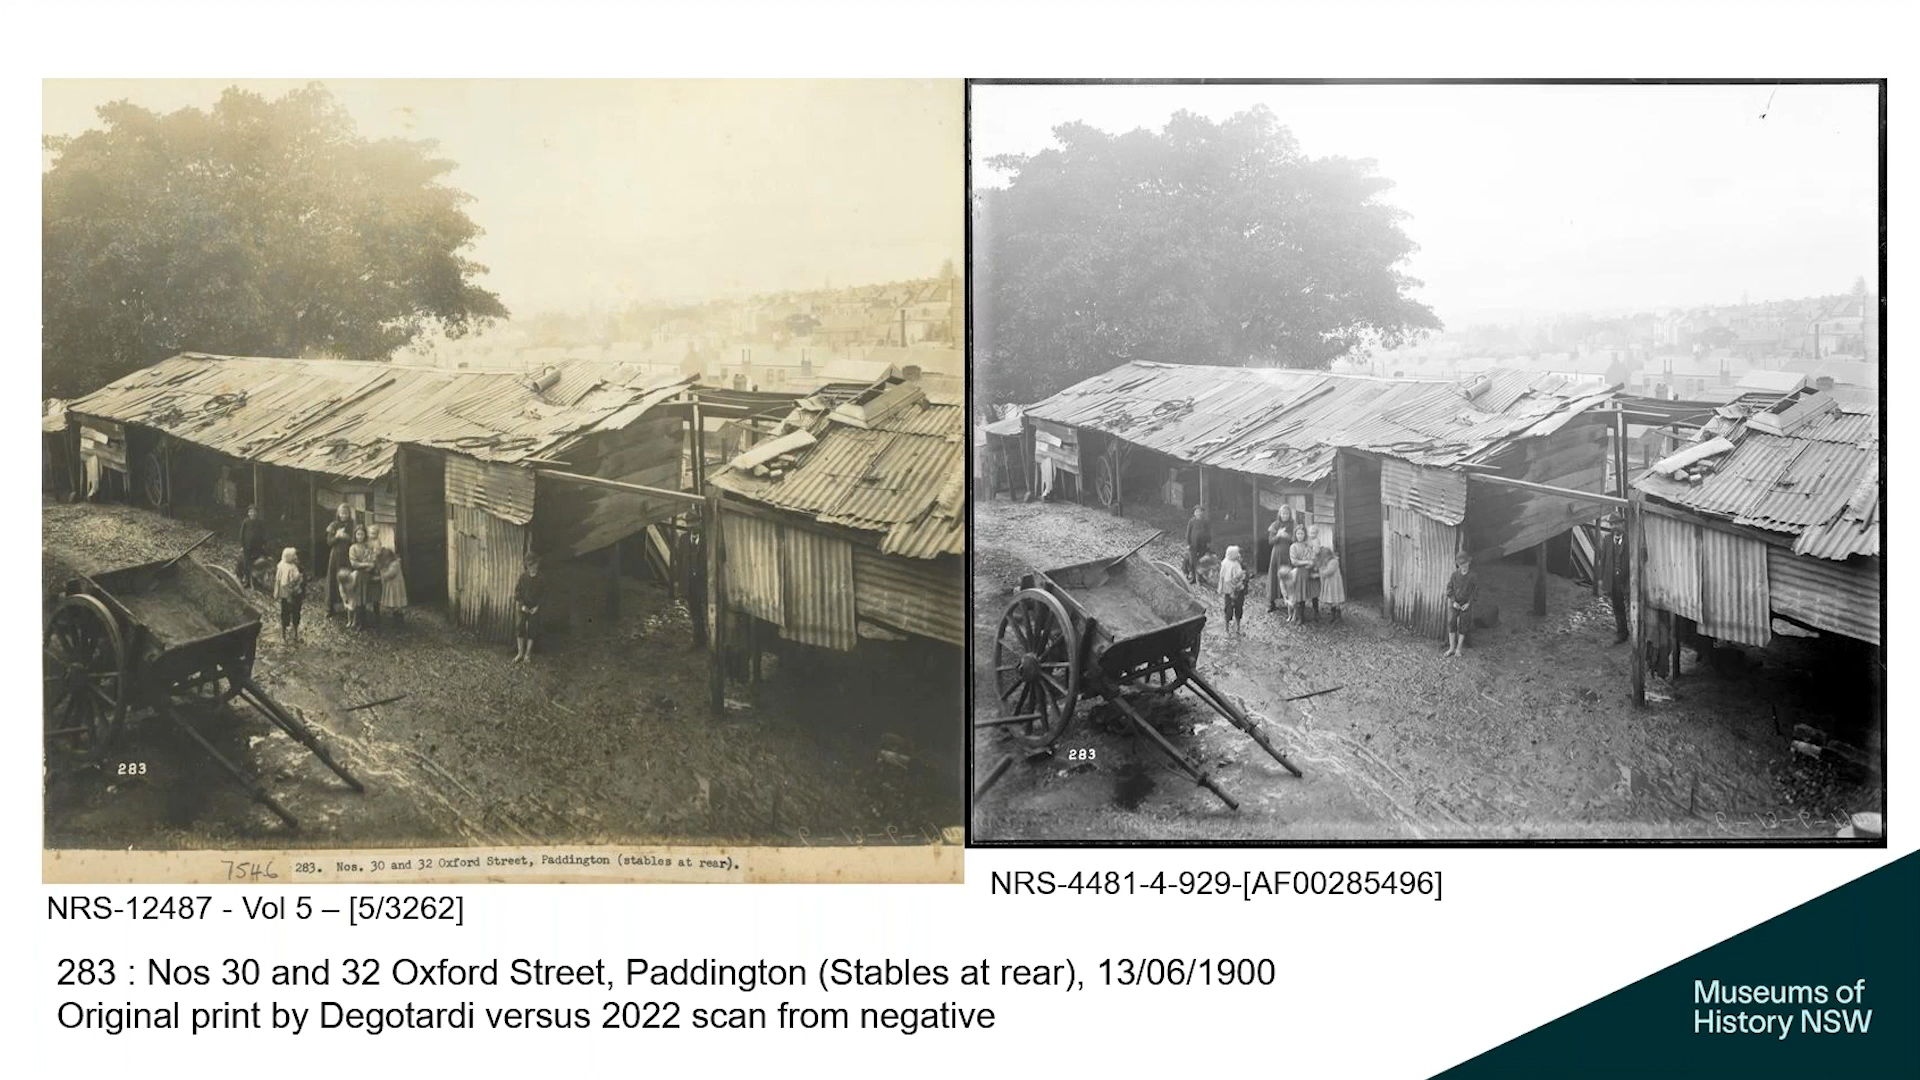 283
7546 283. Nos. 30 and 32 Oxford Street, Paddington (stables at rear).
NRS-12487 - Vol 5 – [5/3262]
283
NRS-4481-4-929-[AF00285496]
283 : Nos 30 and 32 Oxford Street, Paddington (Stables at rear), 13/06/1900
Original print by Degotardi versus 2022 scan from negative
Museums of
History NSW